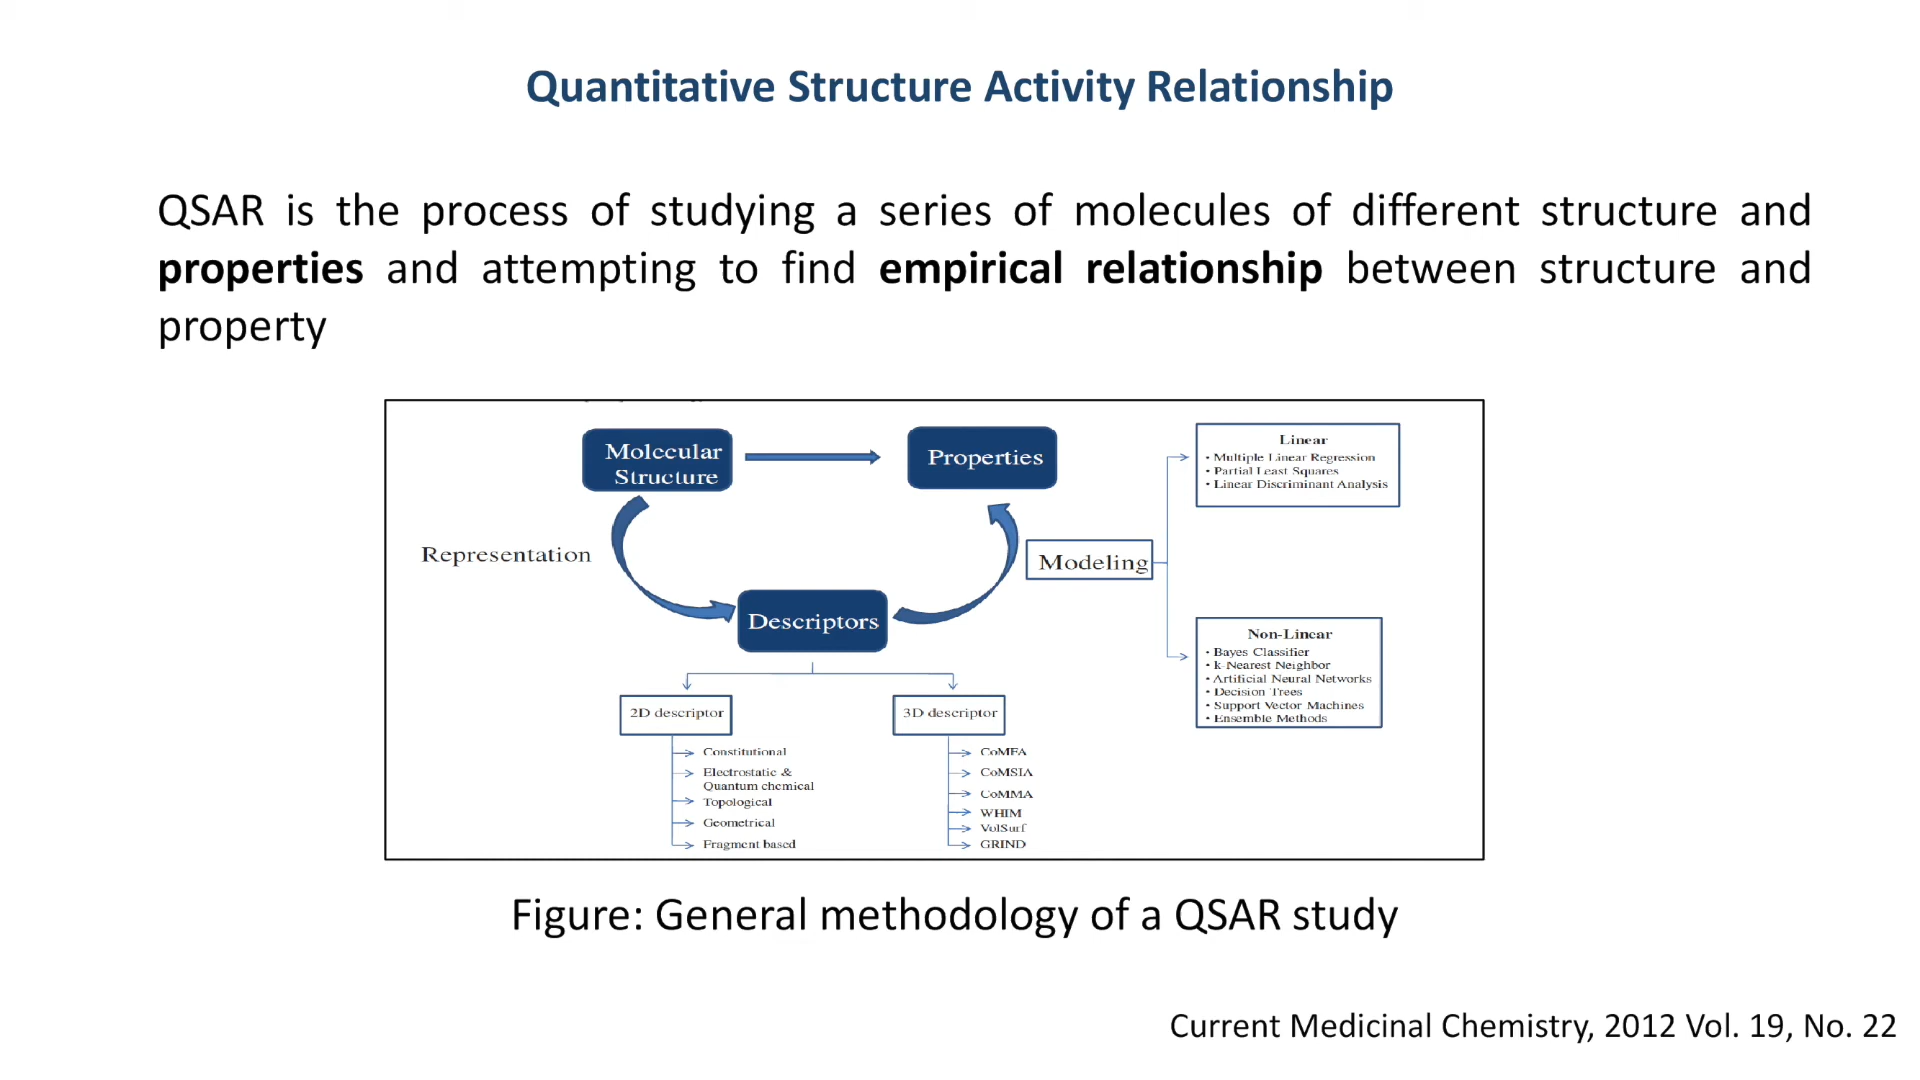 Quantitative Structure Activity Relationship
QSAR is the process of studying a series of molecules of different structure and
properties and attempting to find empirical relationship between structure and
property
Molecular
Structure
Properties
Representation
Descriptors
Modeling
Linear
• Multiple Linear Regression
• Partial Least Squares
• Linear Discriminant Analysis
Non-Linear
• Bayes Classifier
• k-Nearest Neighbor
• Artificial Neural Networks
• Decision Trees
• Support Vector Machines
• Ensemble Methods
2D descriptor
Constitutional
Electrostatic &
Quantum chemical
Topological
Geometrical
Fragment based
3D descriptor
CoMFA
CoMSIA
CoMMA
WHIM
VolSurf
GRIND
Figure: General methodology of a QSAR study
Current Medicinal Chemistry, 2012 Vol. 19, No. 22